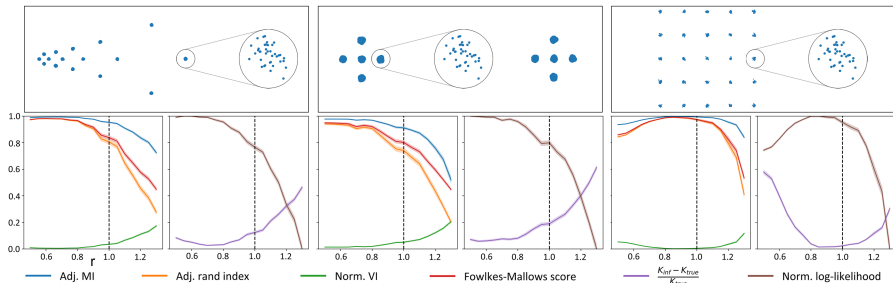 1.0
0.8
0.6
0.4
0.2
0.0
0.6 0.8 1.0 1.2
r
0.6 0.8 1.0 1.2
0.6 0.8 1.0 1.2
0.6 0.8 1.0 1.2
0.6 0.8 1.0 1.2
0.6 0.8 1.0 1.2
Adj. MI
Adj. rand index
Norm. VI
Fowlkes-Mallows score
K_inf − K_true
K_true
Norm. log-likelihood